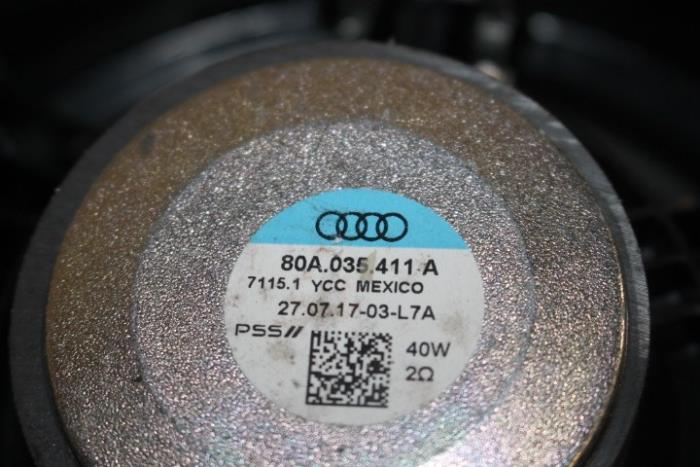 80A.035.411.A
7115.1 YCC MEXICO
27.07.17-03-L7A
PSS//
40W
2Ω